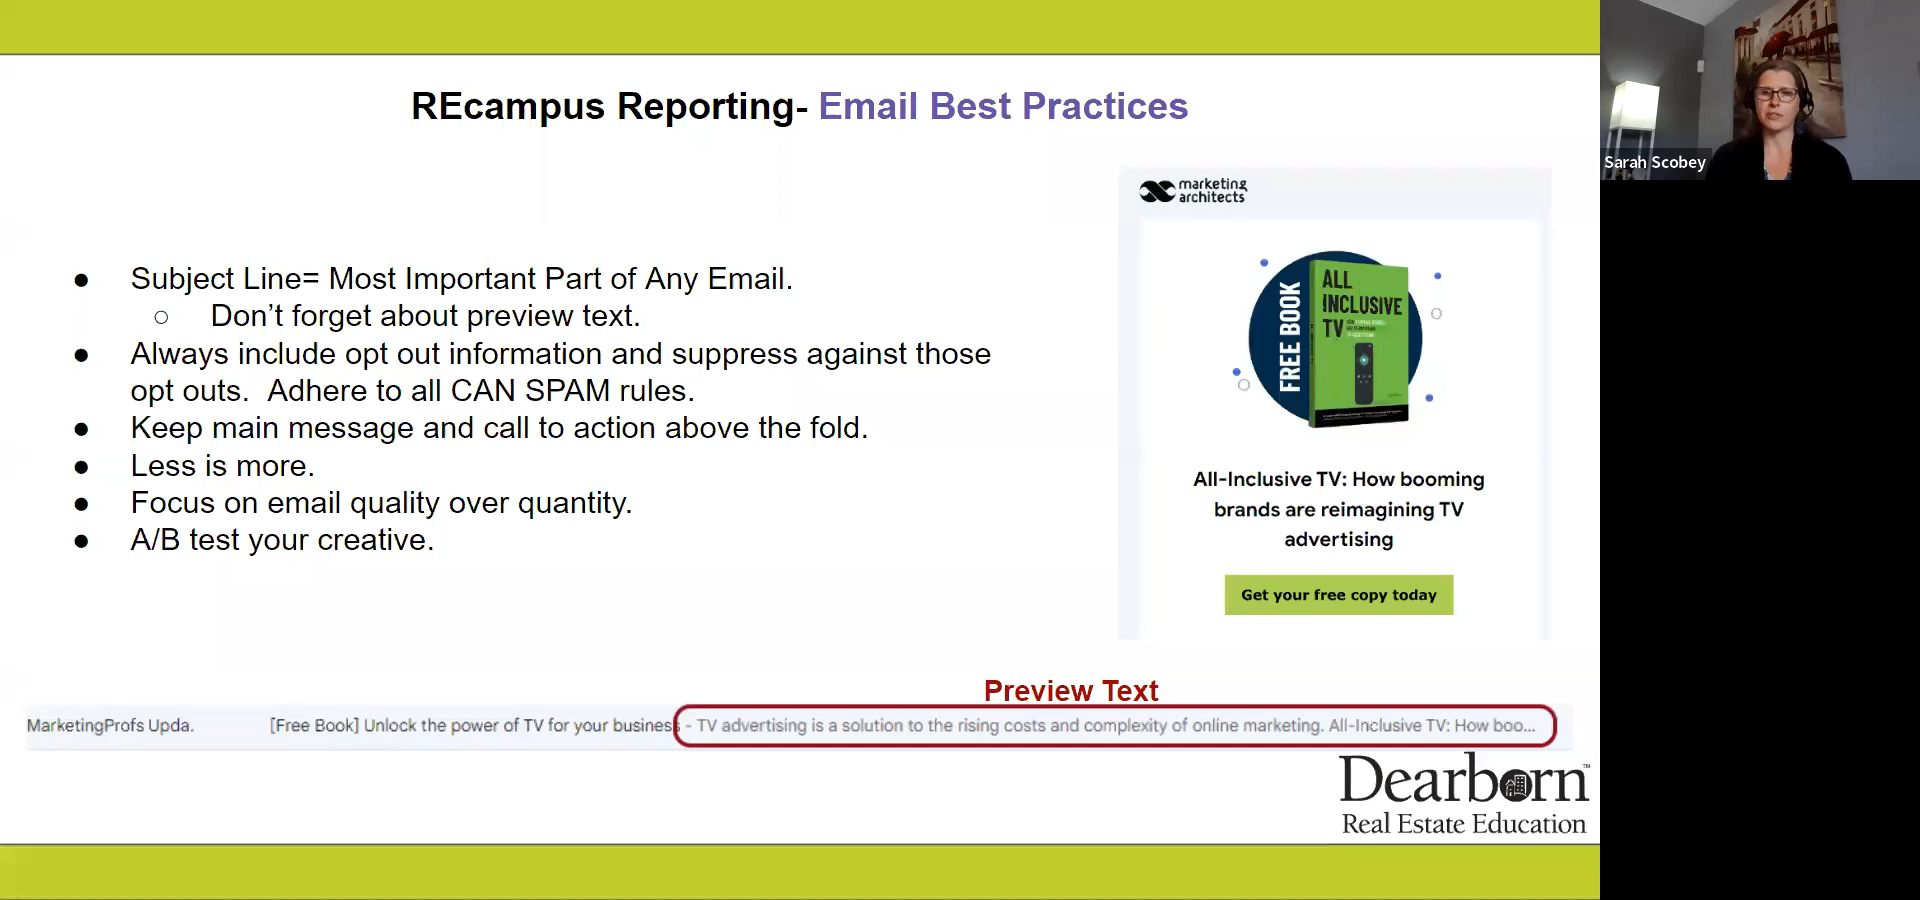 REcampus Reporting- Email Best Practices
Sarah Scobey
● Subject Line= Most Important Part of Any Email.
○ Don’t forget about preview text.
● Always include opt out information and suppress against those
opt outs.  Adhere to all CAN SPAM rules.
● Keep main message and call to action above the fold.
● Less is more.
● Focus on email quality over quantity.
● A/B test your creative.
marketing
architects
FREE BOOK
ALL
INCLUSIVE
TV
All-Inclusive TV: How booming
brands are reimagining TV
advertising
Get your free copy today
Preview Text
MarketingProfs Upda. [Free Book] Unlock the power of TV for your business - TV advertising is a solution to the rising costs and complexity of online marketing. All-Inclusive TV: How boo...
Dearborn™
Real Estate Education